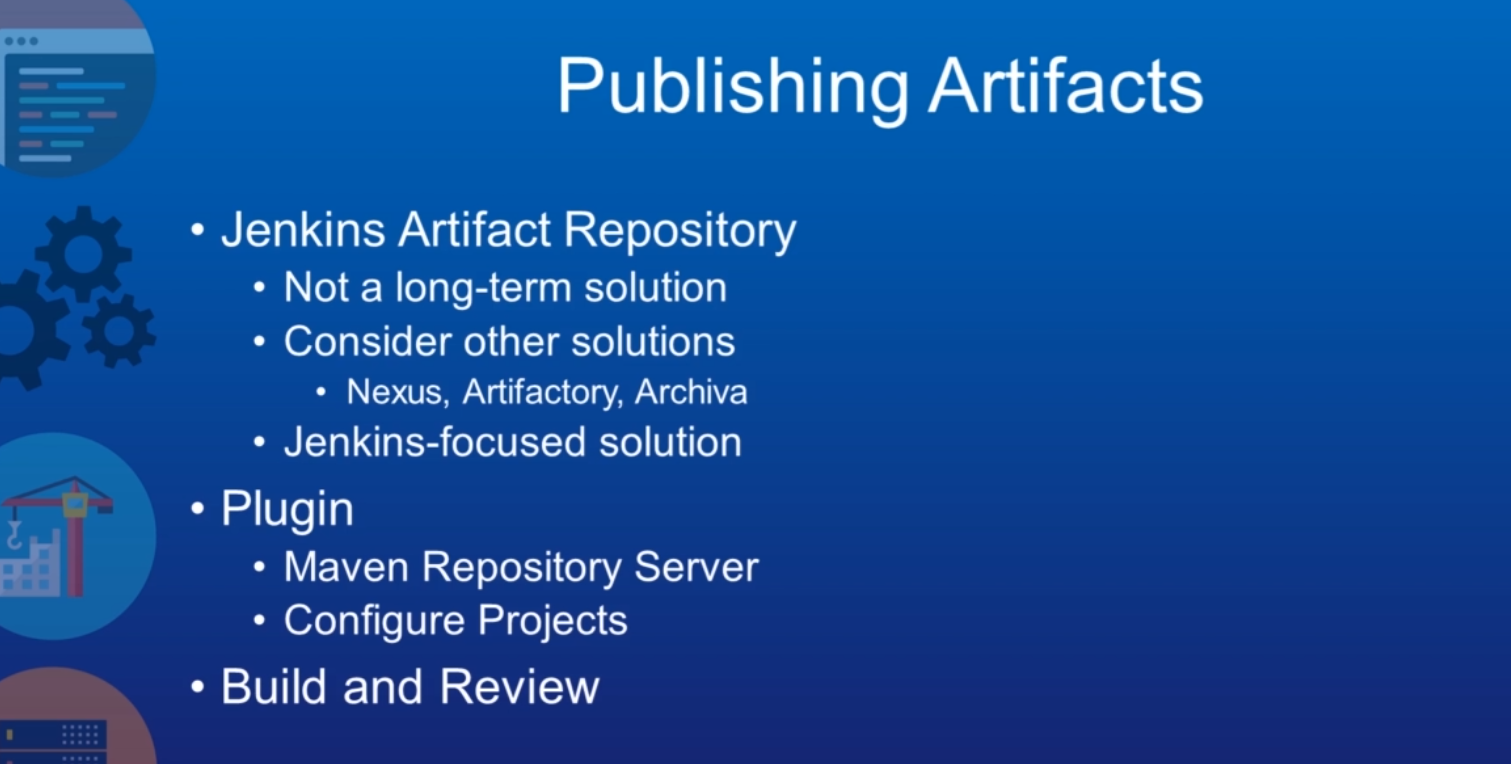 Publishing Artifacts
• Jenkins Artifact Repository
• Not a long-term solution
• Consider other solutions
• Nexus, Artifactory, Archiva
• Jenkins-focused solution
• Plugin
• Maven Repository Server
• Configure Projects
• Build and Review